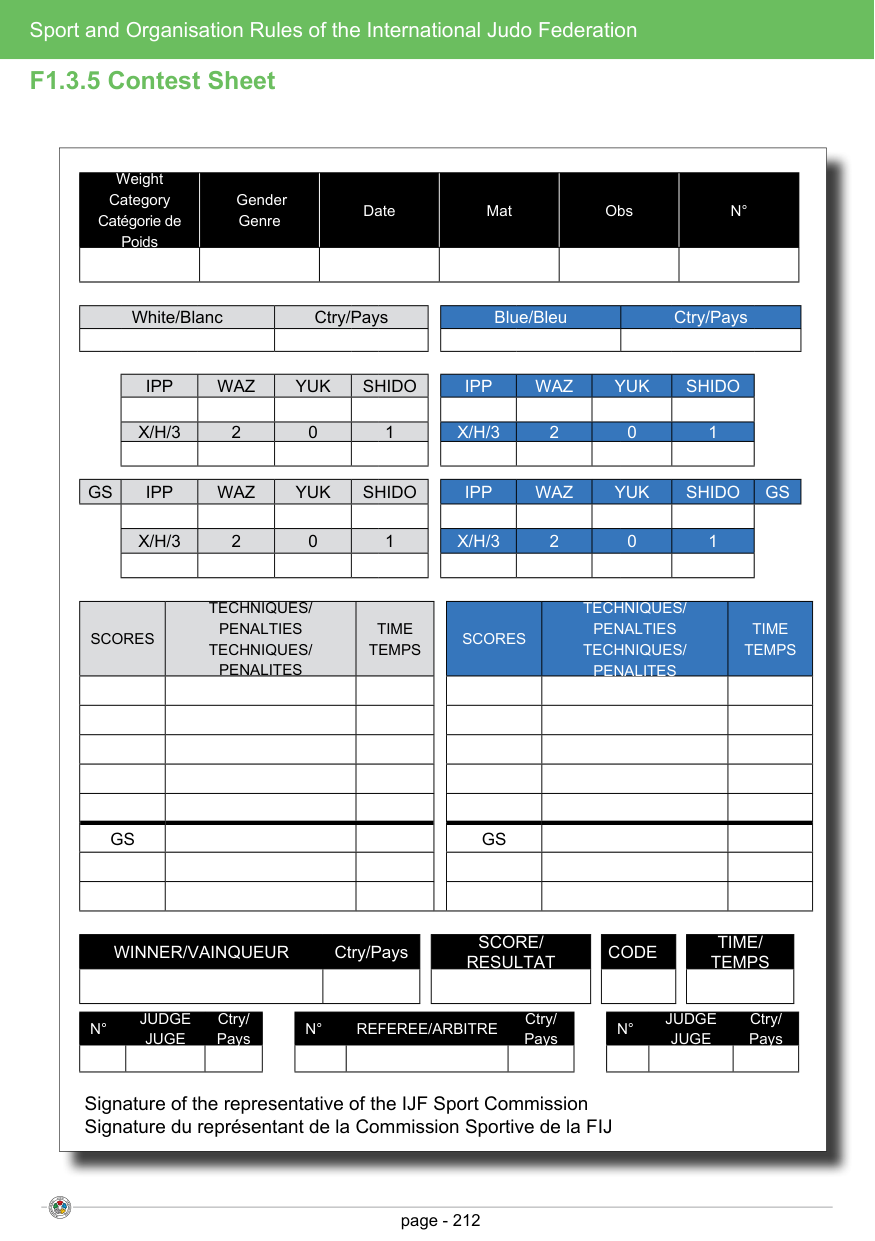 Sport and Organisation Rules of the International Judo Federation
F1.3.5 Contest Sheet
Weight
Category
Catégorie de
Poids
Gender
Genre
Date
Mat
Obs
N°
White/Blanc Ctry/Pays Blue/Bleu Ctry/Pays
IPP WAZ YUK SHIDO IPP WAZ YUK SHIDO
X/H/3 2 0 1 X/H/3 2 0 1
GS IPP WAZ YUK SHIDO IPP WAZ YUK SHIDO GS
X/H/3 2 0 1 X/H/3 2 0 1
SCORES
TECHNIQUES/
PENALTIES
TECHNIQUES/
PENALITES
TIME
TEMPS
SCORES
TECHNIQUES/
PENALTIES
TECHNIQUES/
PENALITES
TIME
TEMPS
GS GS
WINNER/VAINQUEUR Ctry/Pays
SCORE/
RESULTAT
CODE
TIME/
TEMPS
N°
JUDGE
JUGE
Ctry/
Pays
N°
REFEREE/ARBITRE
Ctry/
Pays
N°
JUDGE
JUGE
Ctry/
Pays
Signature of the representative of the IJF Sport Commission
Signature du représentant de la Commission Sportive de la FIJ
page - 212